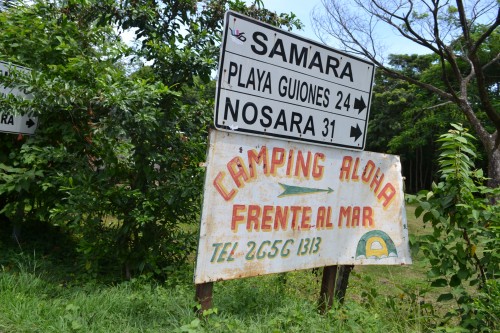 SAMARA
PLAYA GUIONES 24
NOSARA 31
CAMPING ALOHA
FRENTE AL MAR
TEL 2656 1313